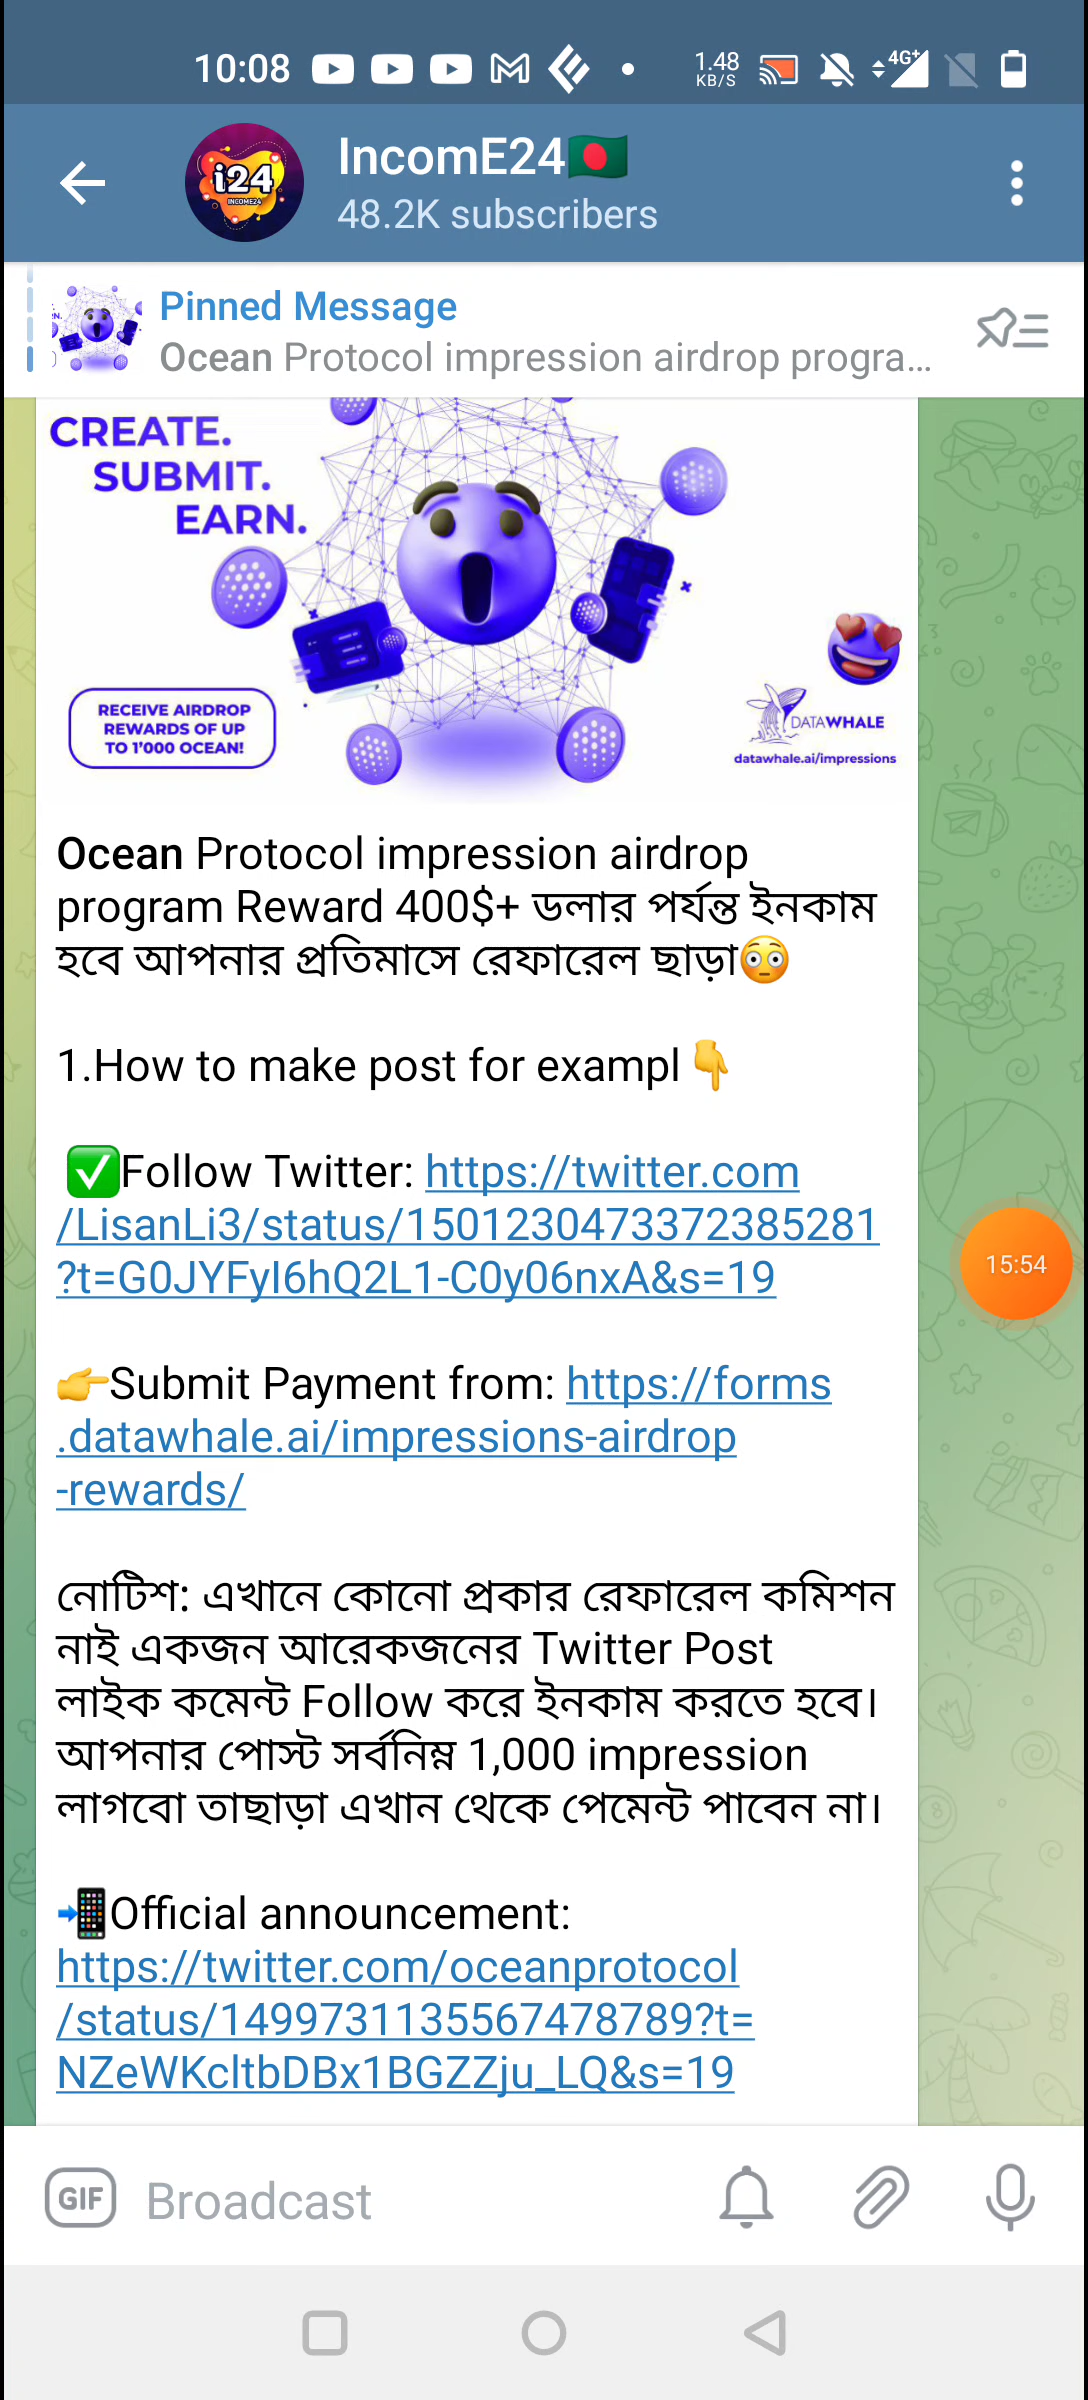 10:08
1.48
KB/S
4G+
i24
INCOME24
IncomE24🇧🇩
48.2K subscribers
Pinned Message
Ocean Protocol impression airdrop progra...
CREATE.
SUBMIT.
EARN.
RECEIVE AIRDROP
REWARDS OF UP
TO 1'000 OCEAN!
DATAWHALE
datawhale.ai/impressions
Ocean Protocol impression airdrop
program Reward 400$+ ডলার পর্যন্ত ইনকাম
হবে আপনার প্রতিমাসে রেফারেল ছাড়া😳
1.How to make post for exampl👇
✅Follow Twitter: https://twitter.com
/LisanLi3/status/1501230473372385281
?t=G0JYFyI6hQ2L1-C0y06nxA&s=19
15:54
👉Submit Payment from: https://forms
.datawhale.ai/impressions-airdrop
-rewards/
নোটিশ: এখানে কোনো প্রকার রেফারেল কমিশন
নাই একজন আরেকজনের Twitter Post
লাইক কমেন্ট Follow করে ইনকাম করতে হবে।
আপনার পোস্ট সর্বনিম্ন 1,000 impression
লাগবো তাছাড়া এখান থেকে পেমেন্ট পাবেন না।
📲Official announcement:
https://twitter.com/oceanprotocol
/status/1499731135567478789?t=
NZeWKcltbDBx1BGZZju_LQ&s=19
GIF Broadcast